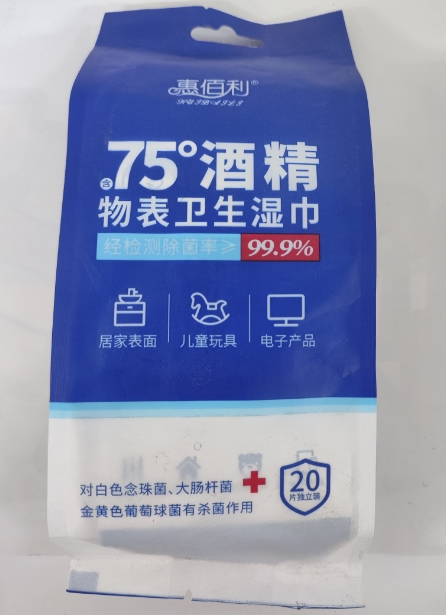 惠佰利®
HUIBAILI
含75°酒精
物表卫生湿巾
经检测除菌率≥99.9%
居家表面 儿童玩具 电子产品
对白色念珠菌、大肠杆菌
金黄色葡萄球菌有杀菌作用
20
片独立装